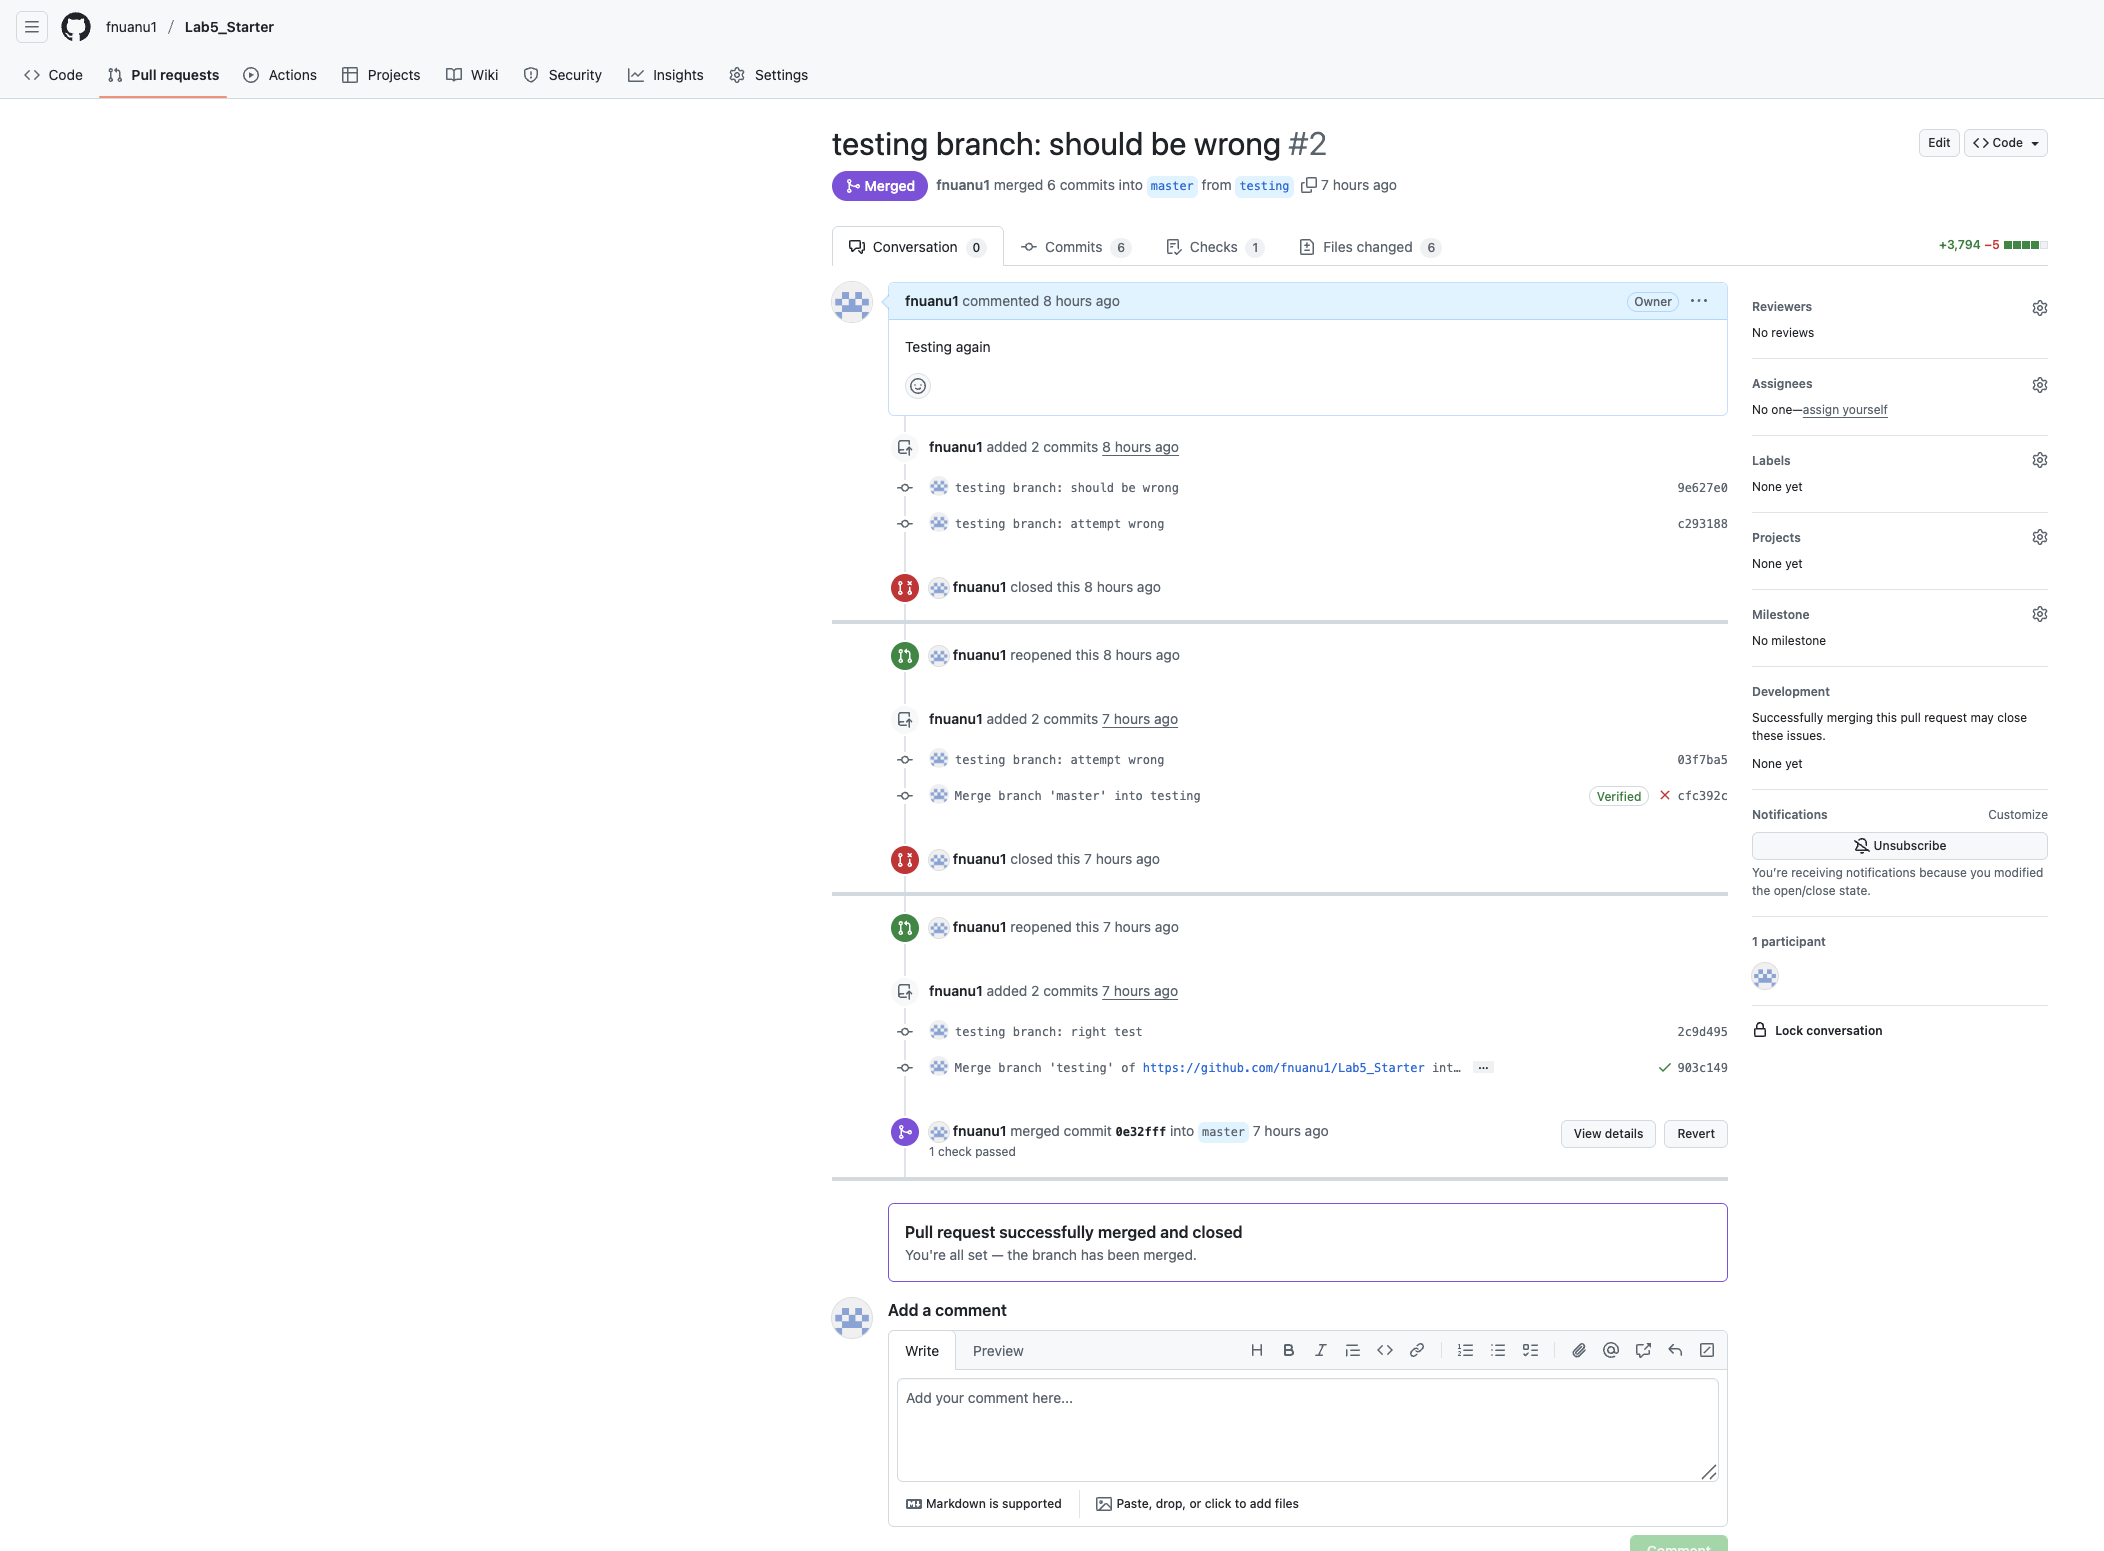 fnuanu1 / Lab5_Starter
Code Pull requests Actions Projects Wiki Security Insights Settings
testing branch: should be wrong #2
Edit Code
Merged fnuanu1 merged 6 commits into master from testing 7 hours ago
Conversation 0 Commits 6 Checks 1 Files changed 6 +3,794 −5
fnuanu1 commented 8 hours ago Owner ...
Testing again
fnuanu1 added 2 commits 8 hours ago
testing branch: should be wrong 9e627e0
testing branch: attempt wrong c293188
fnuanu1 closed this 8 hours ago
fnuanu1 reopened this 8 hours ago
fnuanu1 added 2 commits 7 hours ago
testing branch: attempt wrong 03f7ba5
Merge branch 'master' into testing Verified cfc392c
fnuanu1 closed this 7 hours ago
fnuanu1 reopened this 7 hours ago
fnuanu1 added 2 commits 7 hours ago
testing branch: right test 2c9d495
Merge branch 'testing' of https://github.com/fnuanu1/Lab5_Starter int… … 903c149
fnuanu1 merged commit 0e32fff into master 7 hours ago View details Revert
1 check passed
Pull request successfully merged and closed
You're all set — the branch has been merged.
Add a comment
Write Preview
Add your comment here...
Markdown is supported Paste, drop, or click to add files
Comment
Reviewers
No reviews
Assignees
No one—assign yourself
Labels
None yet
Projects
None yet
Milestone
No milestone
Development
Successfully merging this pull request may close
these issues.
None yet
Notifications Customize
Unsubscribe
You're receiving notifications because you modified
the open/close state.
1 participant
Lock conversation